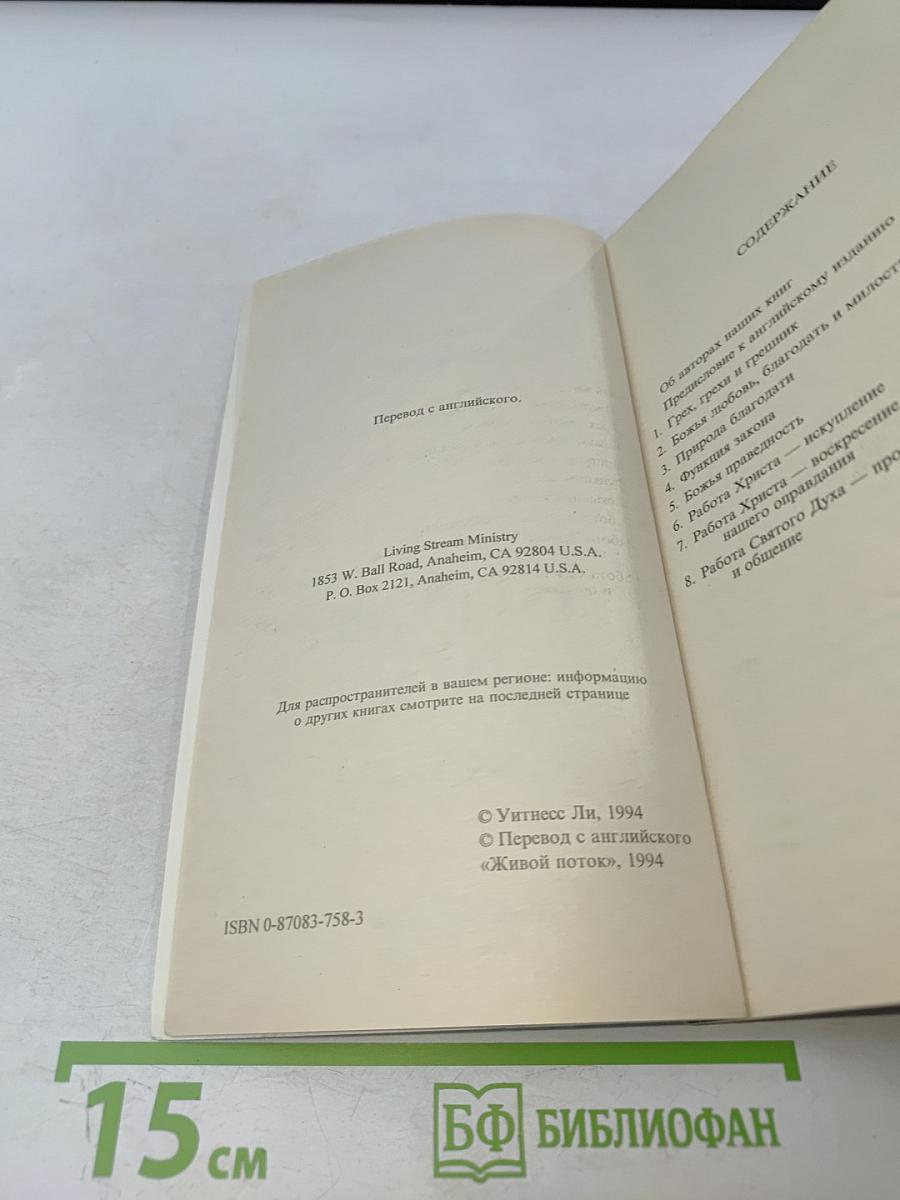 Перевод с английского.
Living Stream Ministry
1853 W. Ball Road, Anaheim, CA 92804 U.S.A.
P. O. Box 2121, Anaheim, CA 92814 U.S.A.
Для распространителей в вашем регионе: информацию
о других книгах смотрите на последней странице
© Уитнесс Ли, 1994
© Перевод с английского
«Живой поток», 1994
ISBN 0-87083-758-3
СОДЕРЖАНИЕ
Об авторах наших книг
Предисловие к английскому изданию
1. Грех, грехи и грешник
2. Божья любовь, благодать и
3. Природа благодати
4. Функция закона
5. Божья праведность
6. Работа Христа — искупление
7. Работа Христа — воскресение
нашего оправдания
8. Работа Святого Духа —
и общение
15 см
БФ БИБЛИОФАН